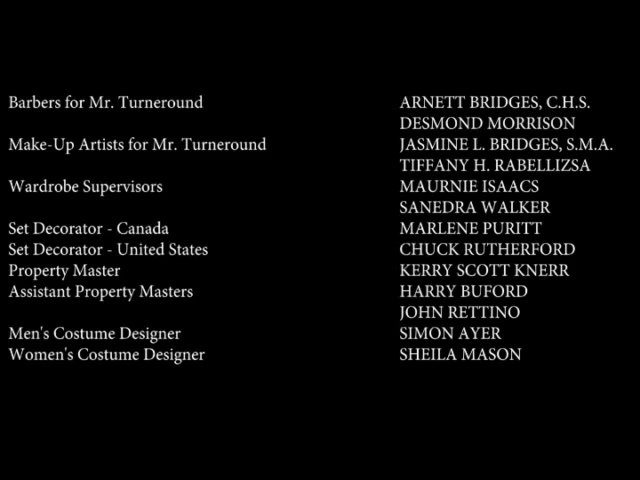 Barbers for Mr. Turneround ARNETT BRIDGES, C.H.S.
DESMOND MORRISON
Make-Up Artists for Mr. Turneround JASMINE L. BRIDGES, S.M.A.
TIFFANY H. RABELLIZSA
Wardrobe Supervisors MAURNIE ISAACS
SANEDRA WALKER
Set Decorator - Canada MARLENE PURITT
Set Decorator - United States CHUCK RUTHERFORD
Property Master KERRY SCOTT KNERR
Assistant Property Masters HARRY BUFORD
JOHN RETTINO
Men's Costume Designer SIMON AYER
Women's Costume Designer SHEILA MASON